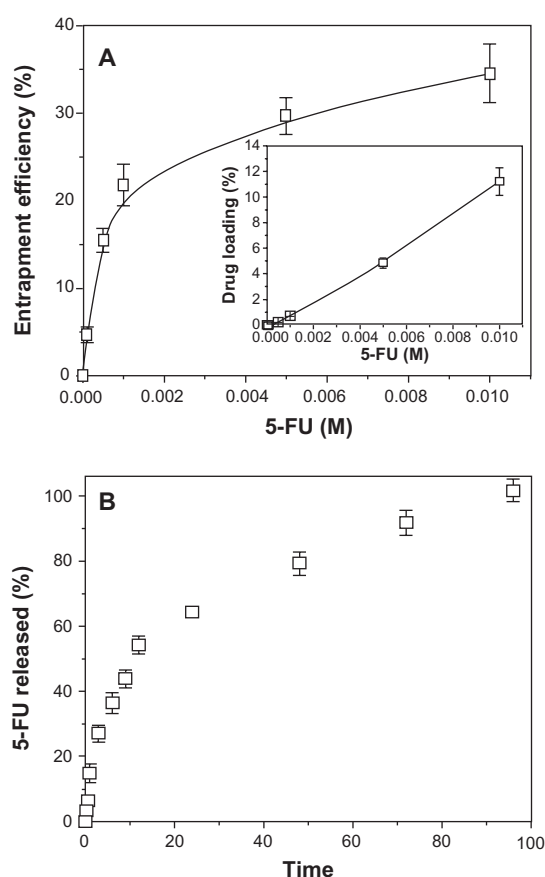 A
Entrapment efficiency (%)
40
30
20
10
0
0.000 0.002 0.004 0.006 0.008 0.010
5-FU (M)
Drug loading (%)
14
12
10
8
6
4
2
0
0.000 0.002 0.004 0.006 0.008 0.010
5-FU (M)
B
5-FU released (%)
100
80
60
40
20
0
0 20 40 60 80 100
Time